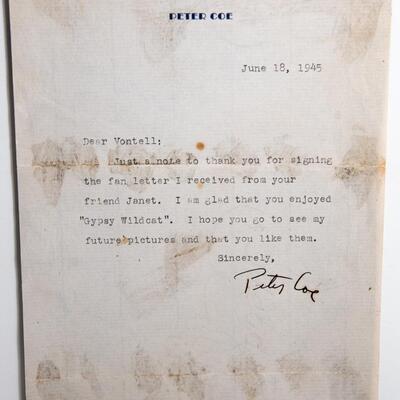 PETER COE
June 18, 1945
Dear Vontell;
Just a note to thank you for signing
the fan letter I received from your
friend Janet. I am glad that you enjoyed
"Gypsy Wildcat". I hope you go to see my
future pictures and that you like them.
Sincerely,
Peter Coe